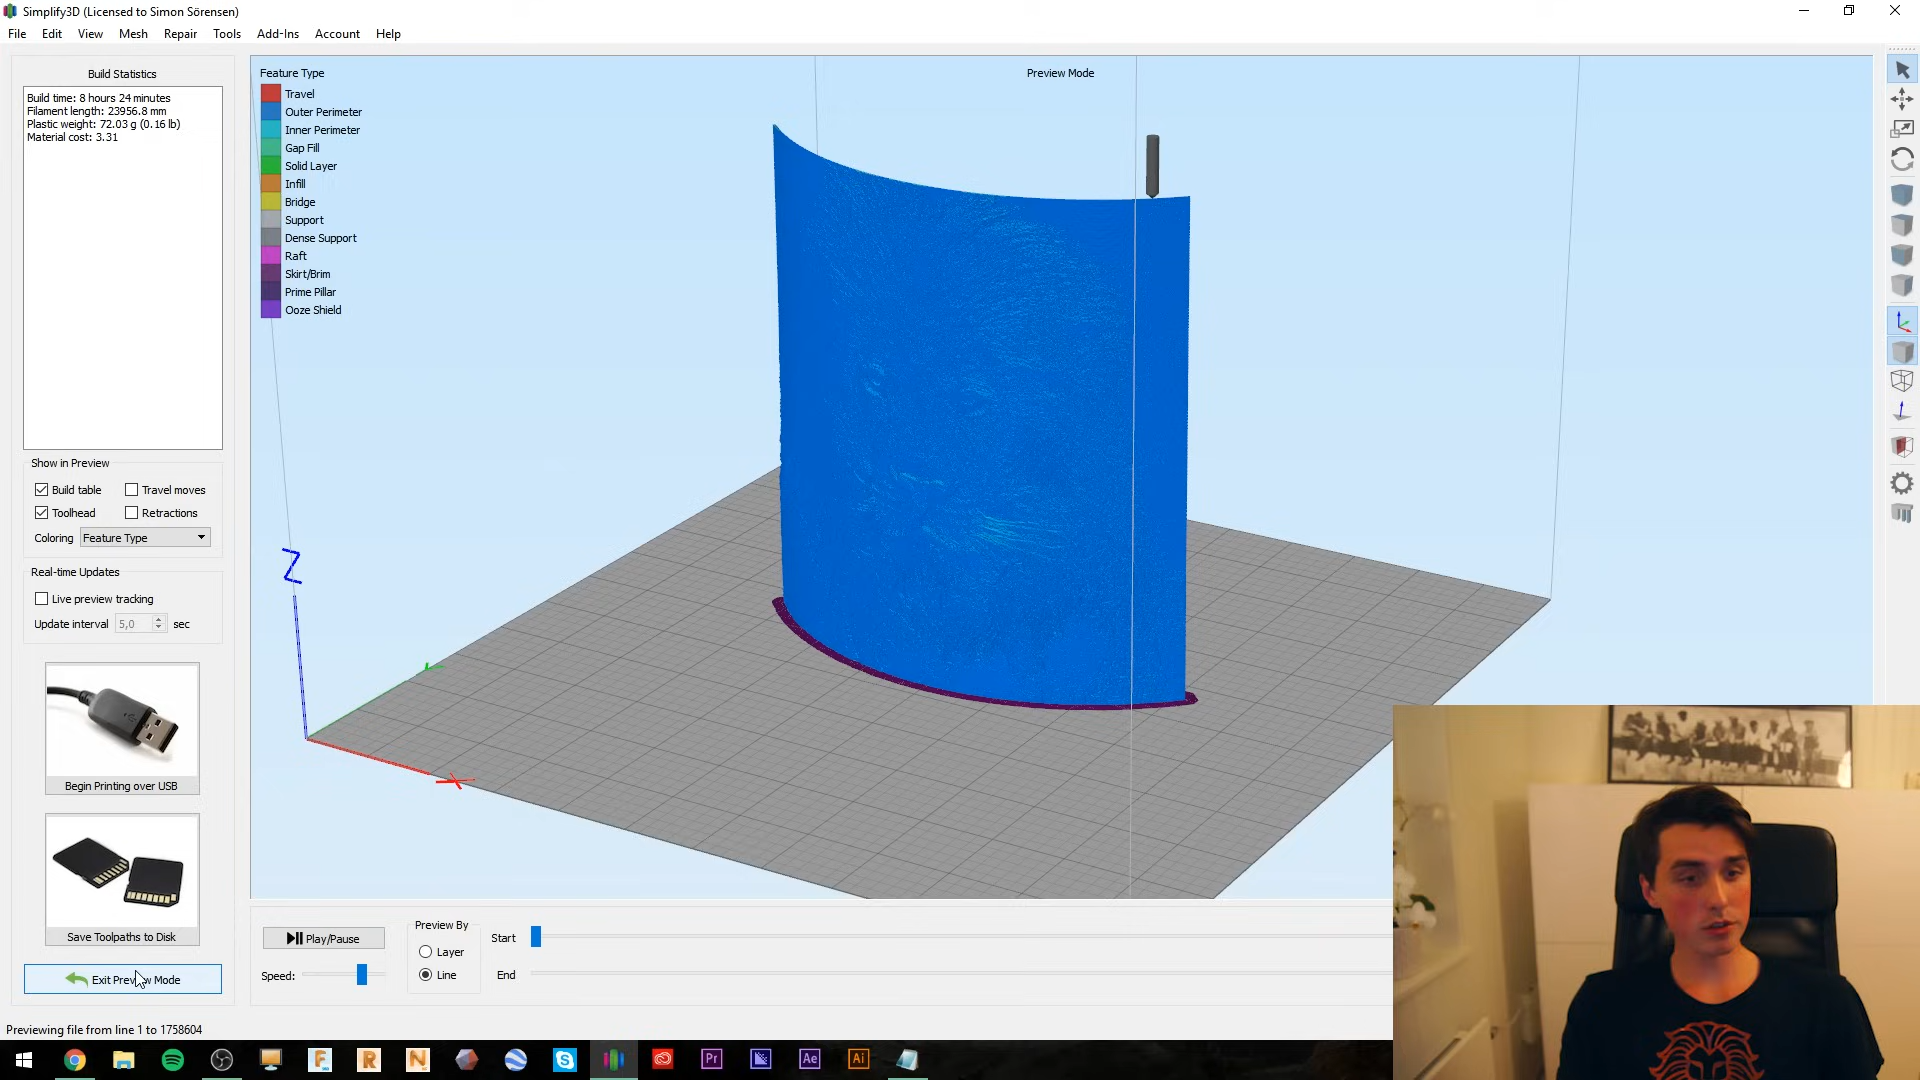 Simplify3D (Licensed to Simon Sörensen)
File Edit View Mesh Repair Tools Add-Ins Account Help
Build Statistics
Build time: 8 hours 24 minutes
Filament length: 23956.8 mm
Plastic weight: 72.03 g (0.16 lb)
Material cost: 3.31
Feature Type
Travel
Outer Perimeter
Inner Perimeter
Gap Fill
Solid Layer
Infill
Bridge
Support
Dense Support
Raft
Skirt/Brim
Prime Pillar
Ooze Shield
Preview Mode
Z
Y
X
Show in Preview
Build table Travel moves
Toolhead Retractions
Coloring Feature Type
Real-time Updates
Live preview tracking
Update interval 5,0 sec
Begin Printing over USB
Save Toolpaths to Disk
Exit Preview Mode
Play/Pause
Speed:
Preview By
Layer
Line
Start
End
Previewing file from line 1 to 1758604
F R N S Pr Ae Ai